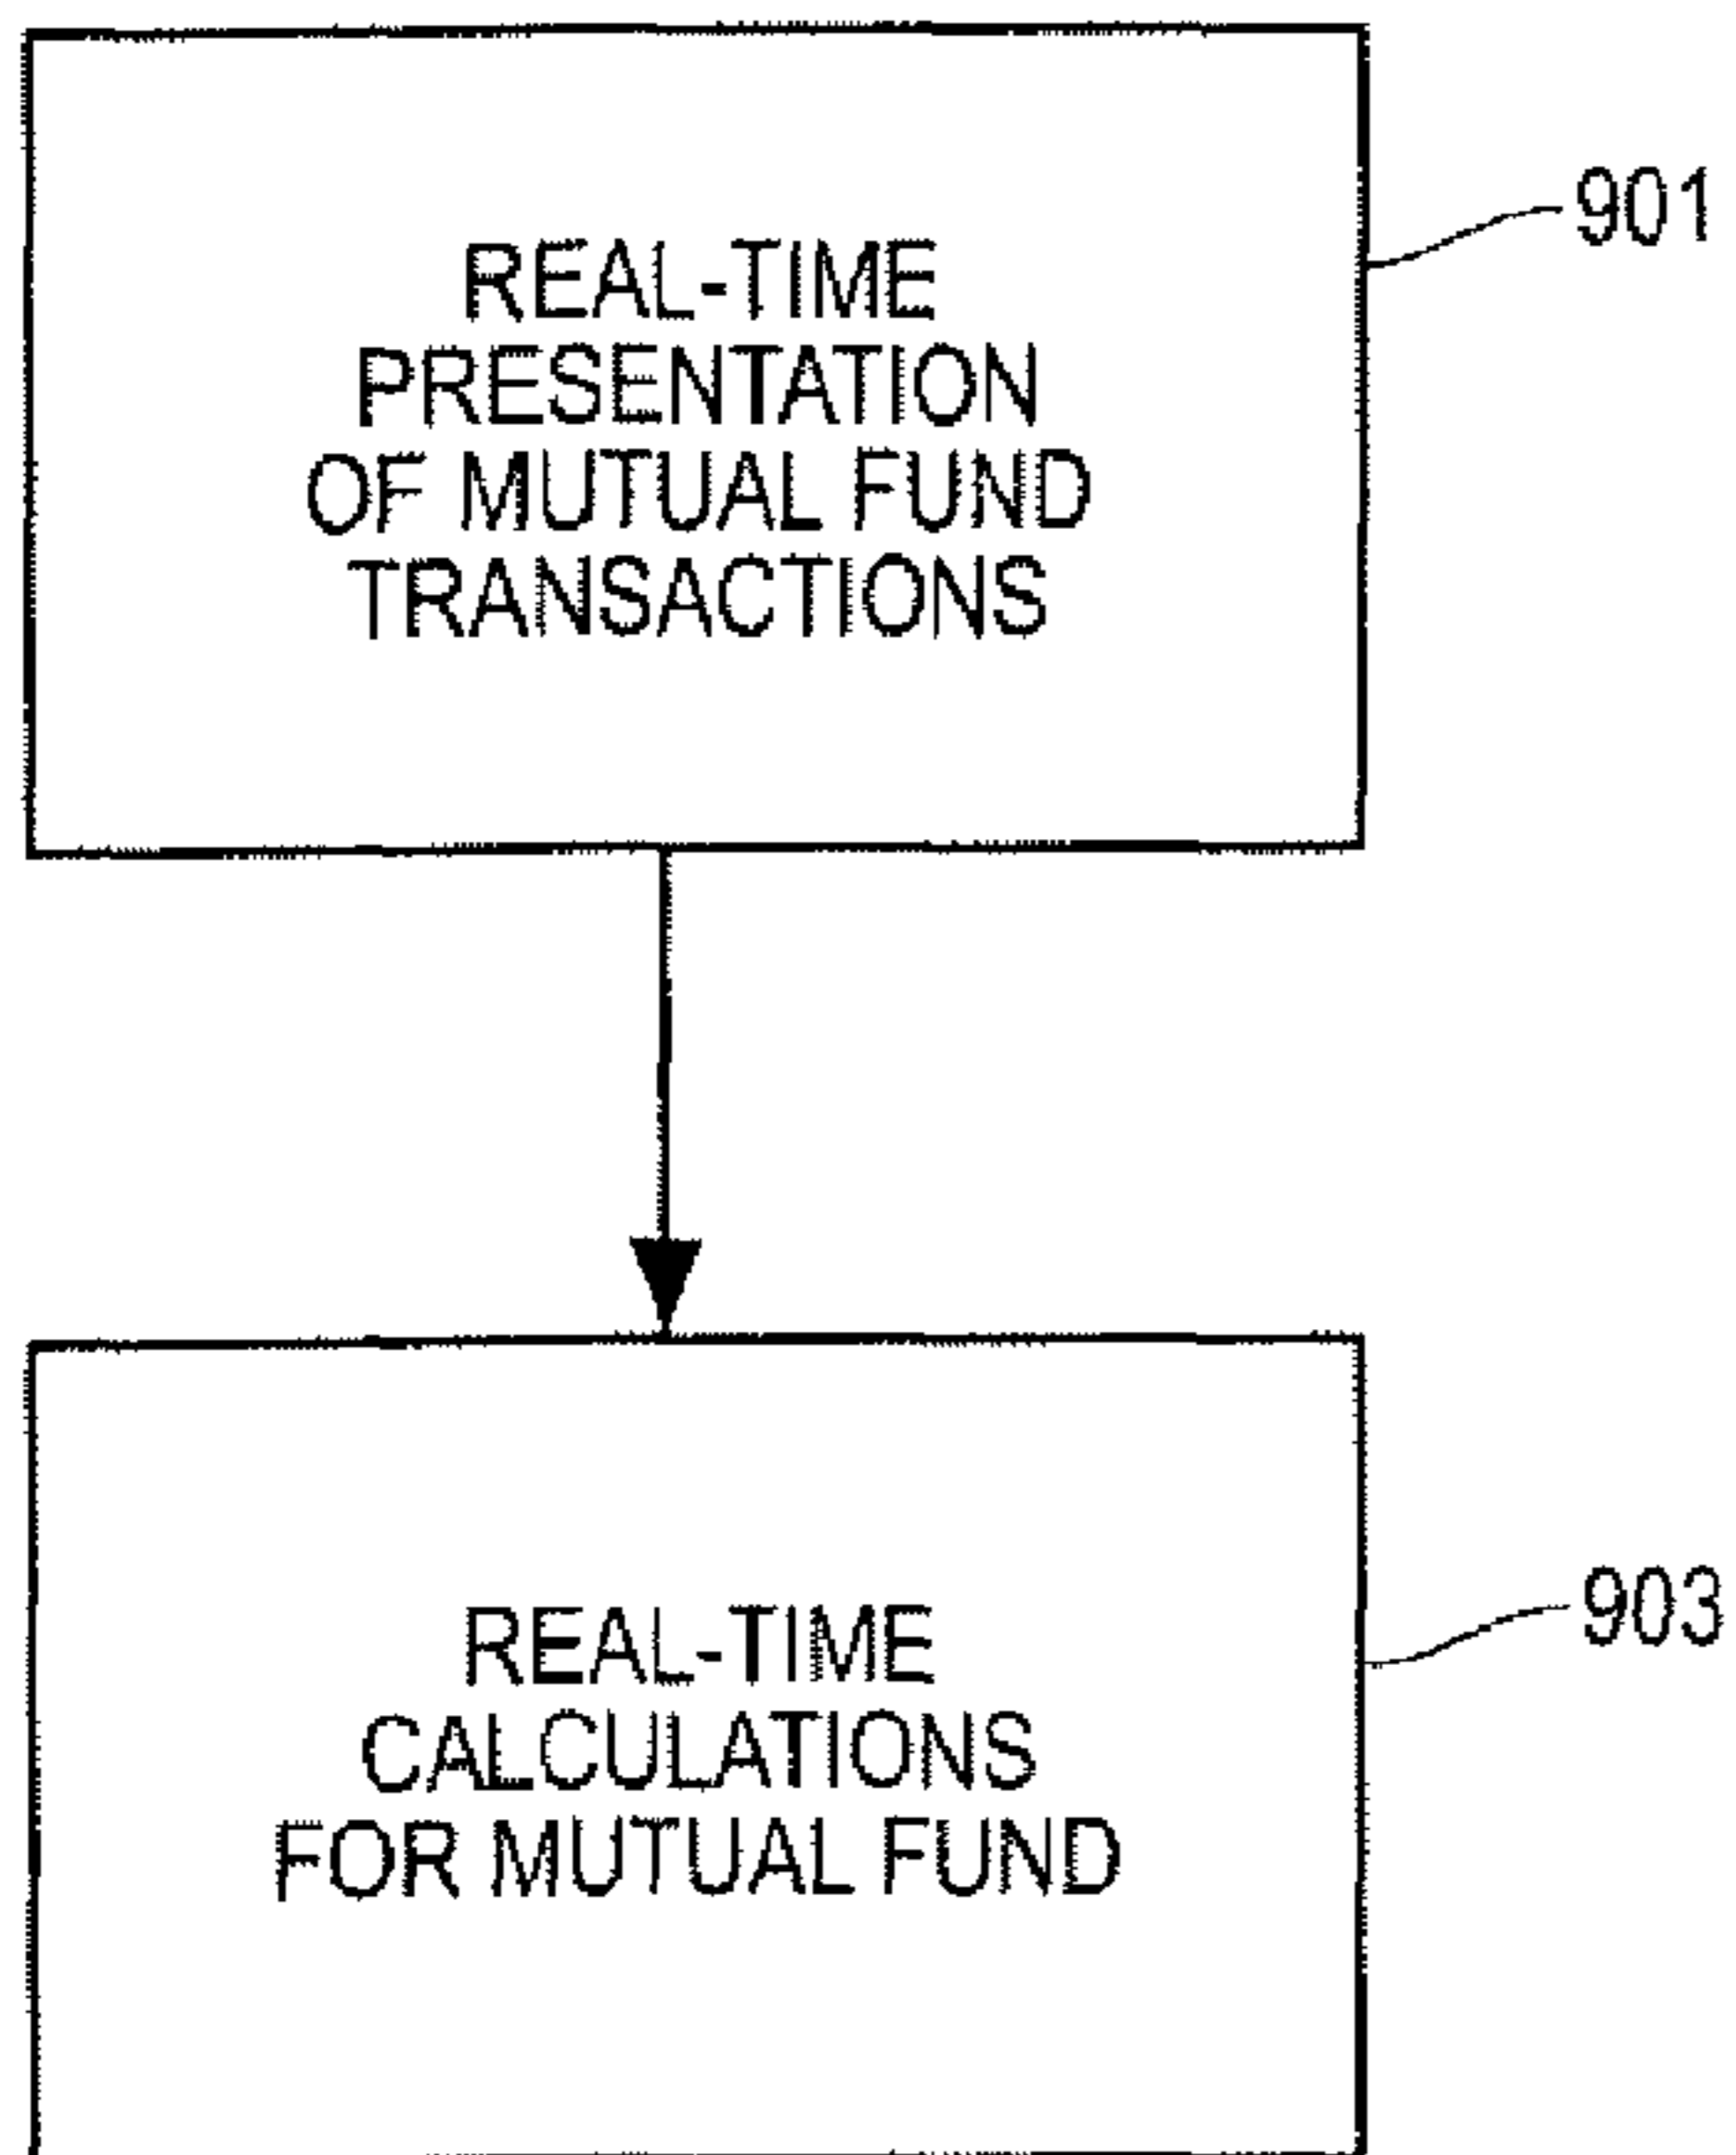 REAL-TIME
PRESENTATION
OF MUTUAL FUND
TRANSACTIONS
901
REAL-TIME
CALCULATIONS
FOR MUTUAL FUND
903